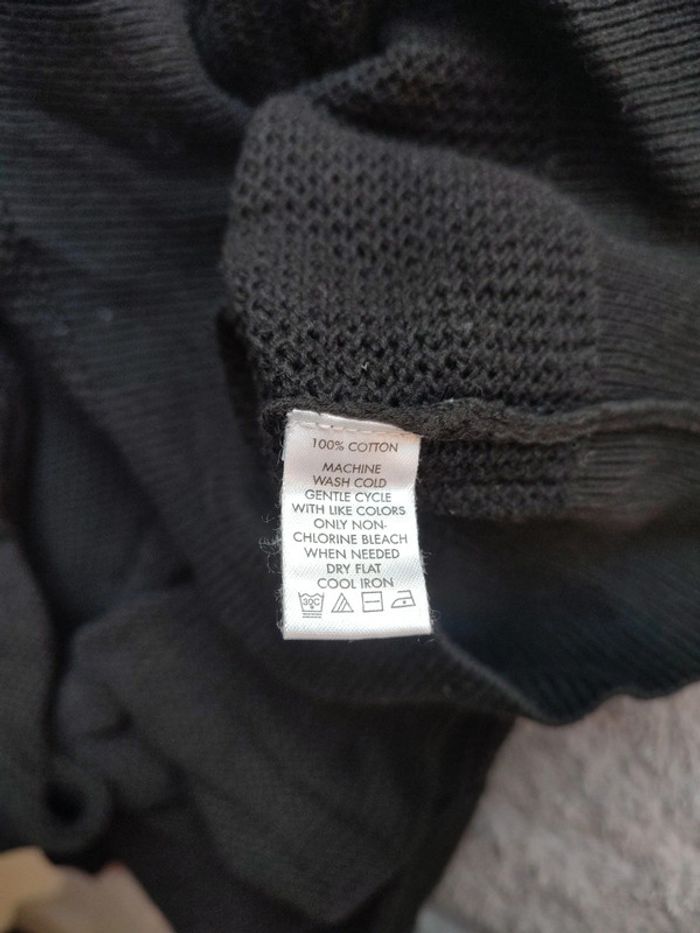 100% COTTON
MACHINE
WASH COLD
GENTLE CYCLE
WITH LIKE COLORS
ONLY NON-
CHLORINE BLEACH
WHEN NEEDED
DRY FLAT
COOL IRON
30C